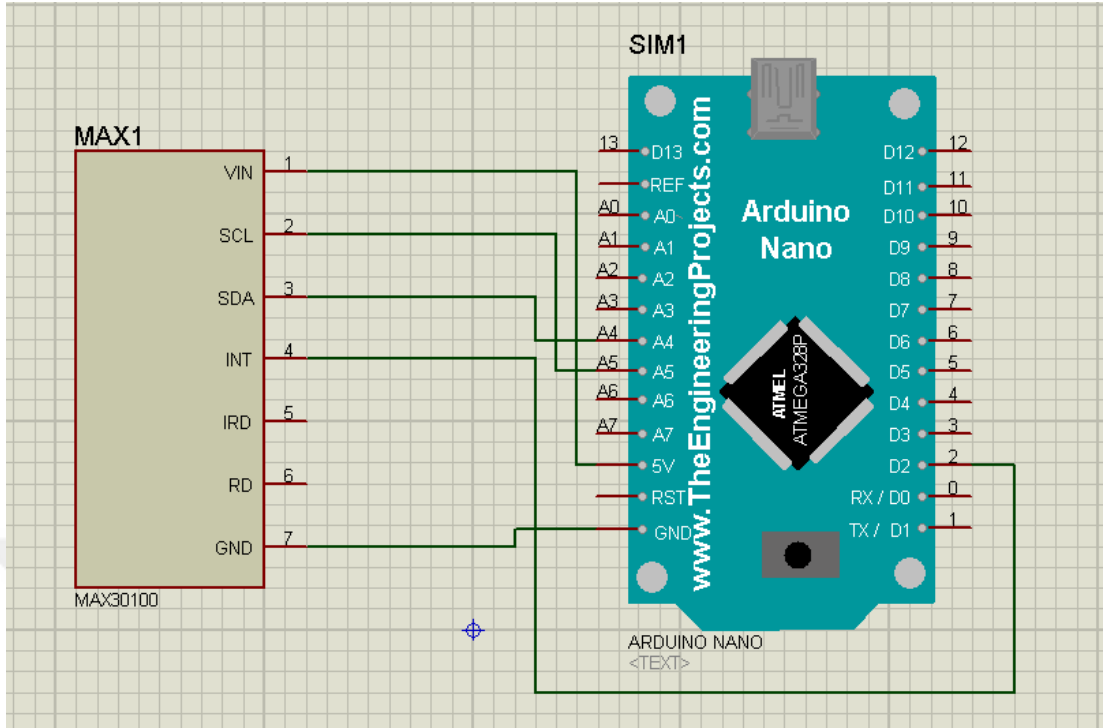 SIM1
MAX1
VIN 1
SCL 2
SDA 3
INT 4
IRD 5
RD 6
GND 7
MAX30100
13 D13
REF
A0 A0
A1 A1
A2 A2
A3 A3
A4 A4
A5 A5
A6 A6
A7 A7
5V
RST
GND
www.TheEngineeringProjects.com
Arduino
Nano
ATMEL
ATMEGA328P
D12 12
D11 11
D10 10
D9 9
D8 8
D7 7
D6 6
D5 5
D4 4
D3 3
D2 2
RX / D0 0
TX / D1 1
ARDUINO NANO
<TEXT>